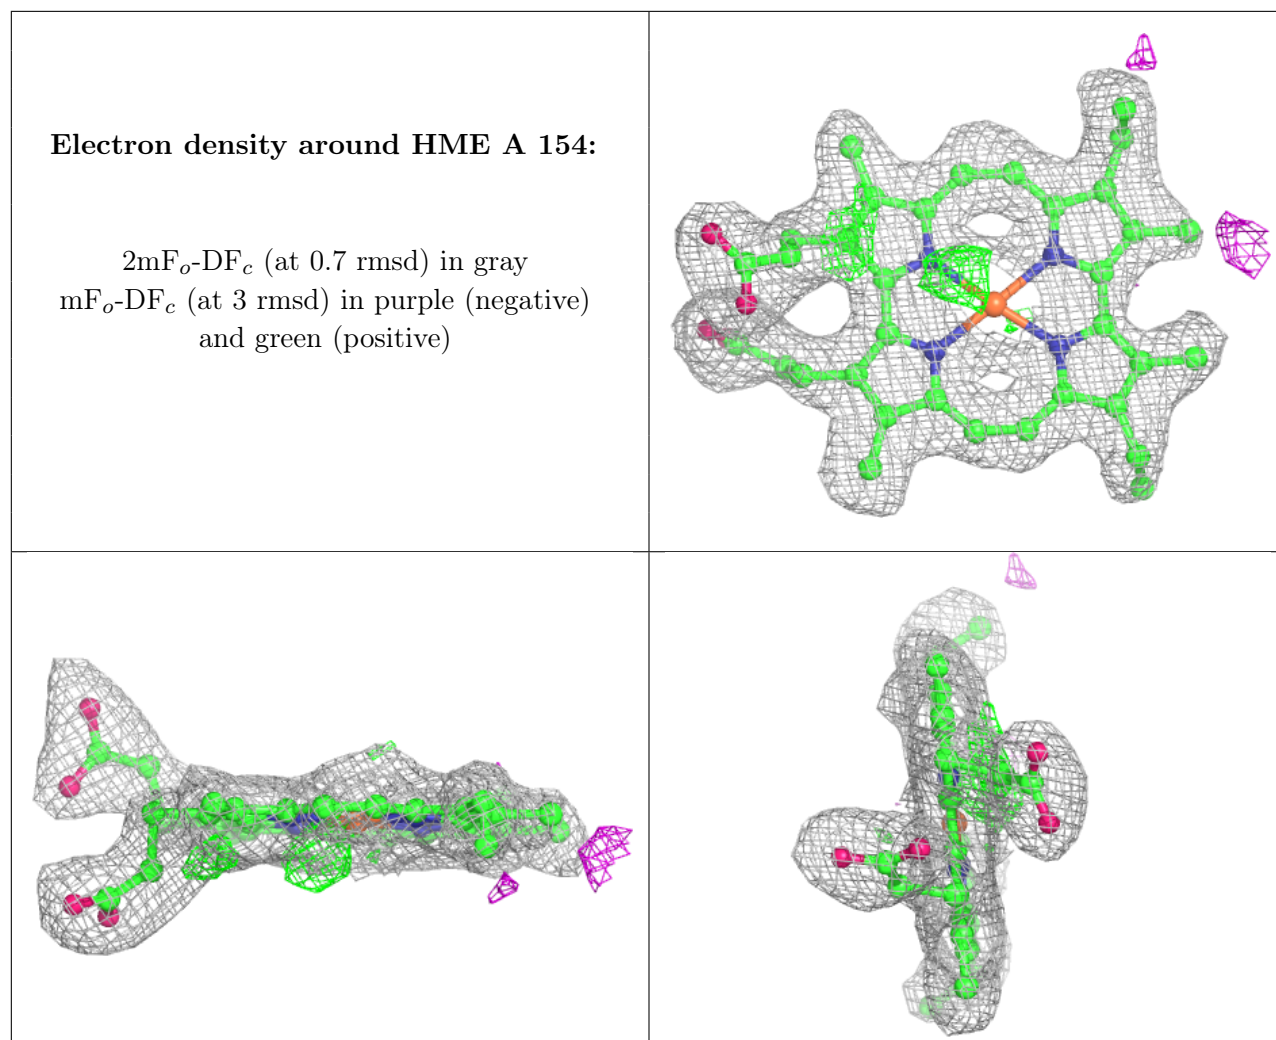 Electron density around HME A 154:
2mFₒ-DF𝒸 (at 0.7 rmsd) in gray
mFₒ-DF𝒸 (at 3 rmsd) in purple (negative)
and green (positive)